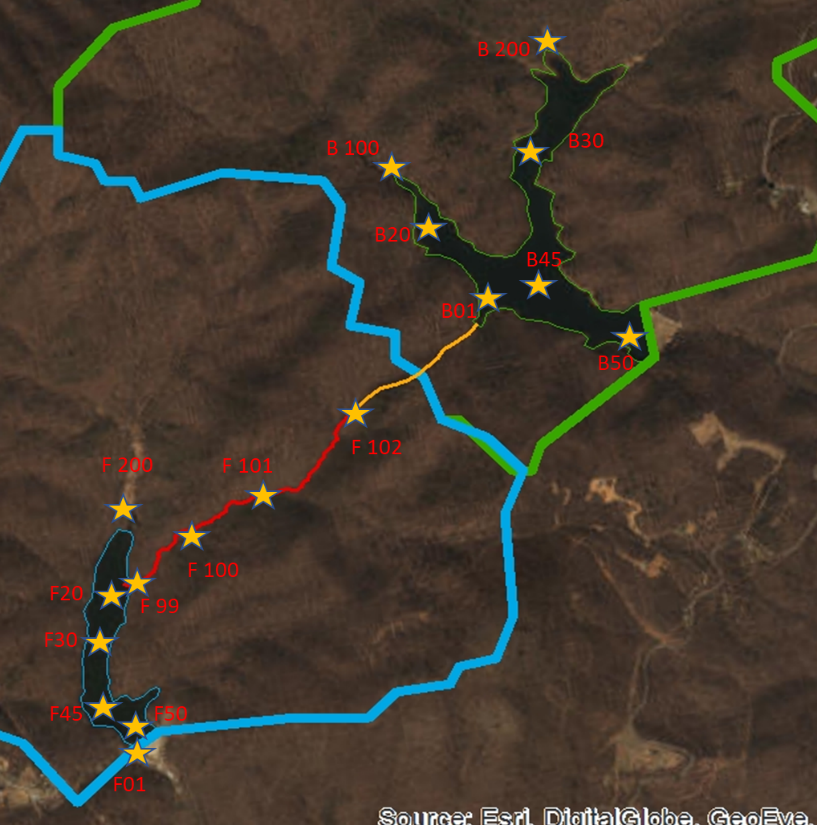 B 200
B30
B 100
B20
B45
B01
B50
F 102
F 200
F 101
F 100
F20
F 99
F30
F45
F50
F01
Source: Esri, DigitalGlobe, GeoEye,